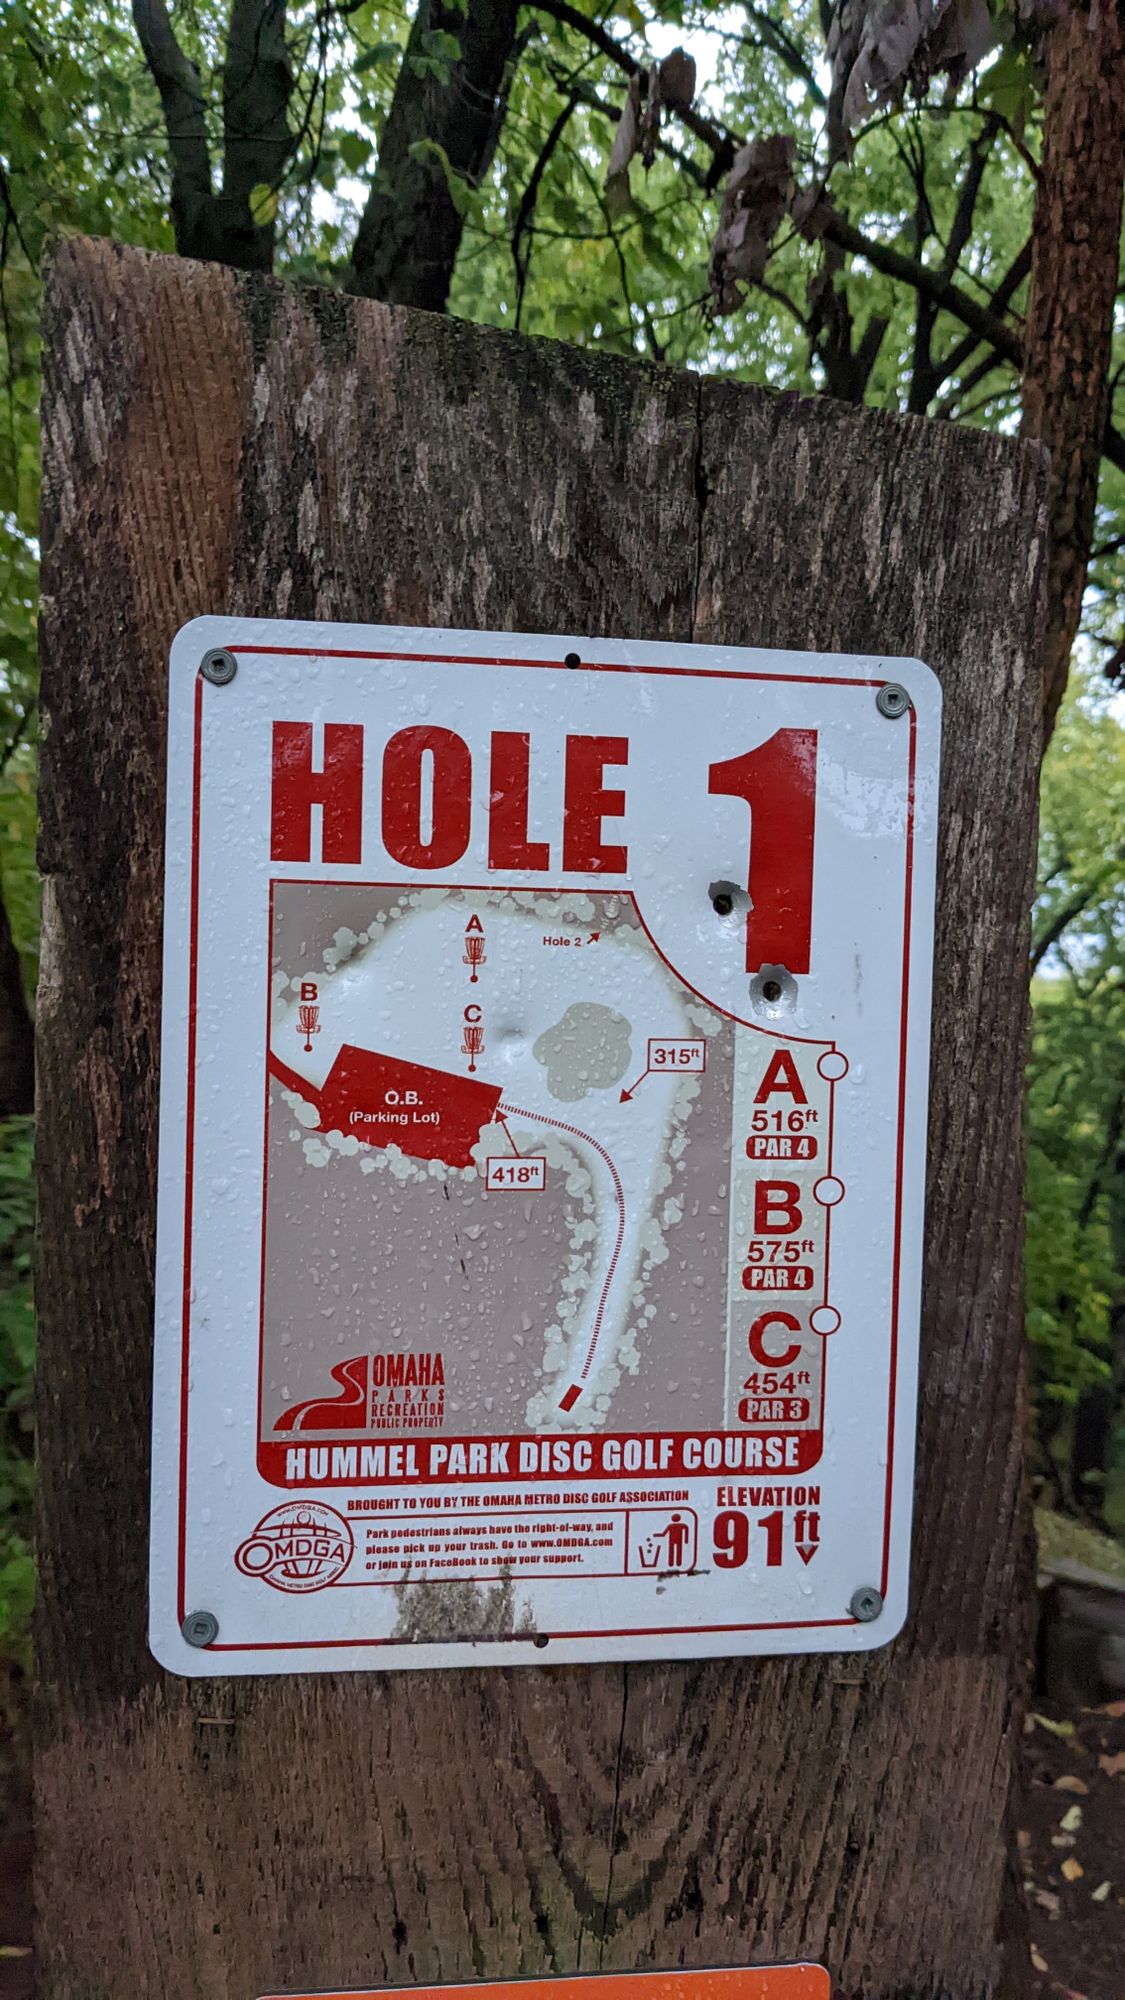 HOLE 1
A
Hole 2
B
C
315ft
O.B.
(Parking Lot)
418ft
A
516ft
PAR 4
B
575ft
PAR 4
C
454ft
PAR 3
OMAHA
PARKS
RECREATION
PUBLIC PROPERTY
HUMMEL PARK DISC GOLF COURSE
BROUGHT TO YOU BY THE OMAHA METRO DISC GOLF ASSOCIATION
Park pedestrians always have the right-of-way, and
please pick up your trash. Go to www.OMDGA.com
or join us on FaceBook to show your support.
ELEVATION
91ft
WWW.OMDGA.COM
OMDGA